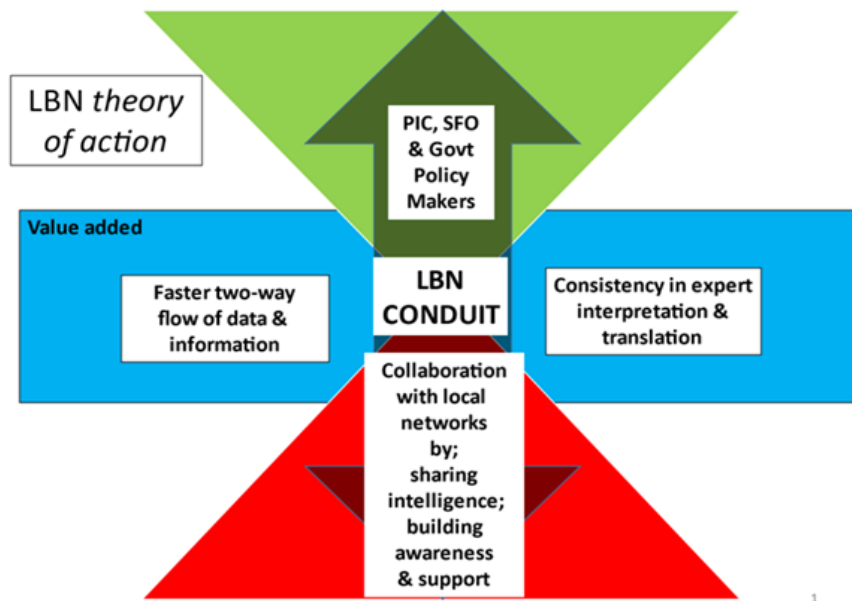 LBN theory
of action
PIC, SFO
& Govt
Policy
Makers
Value added
Faster two-way
flow of data &
information
LBN
CONDUIT
Consistency in expert
interpretation &
translation
Collaboration
with local
networks
by;
sharing
intelligence;
building
awareness
& support
1